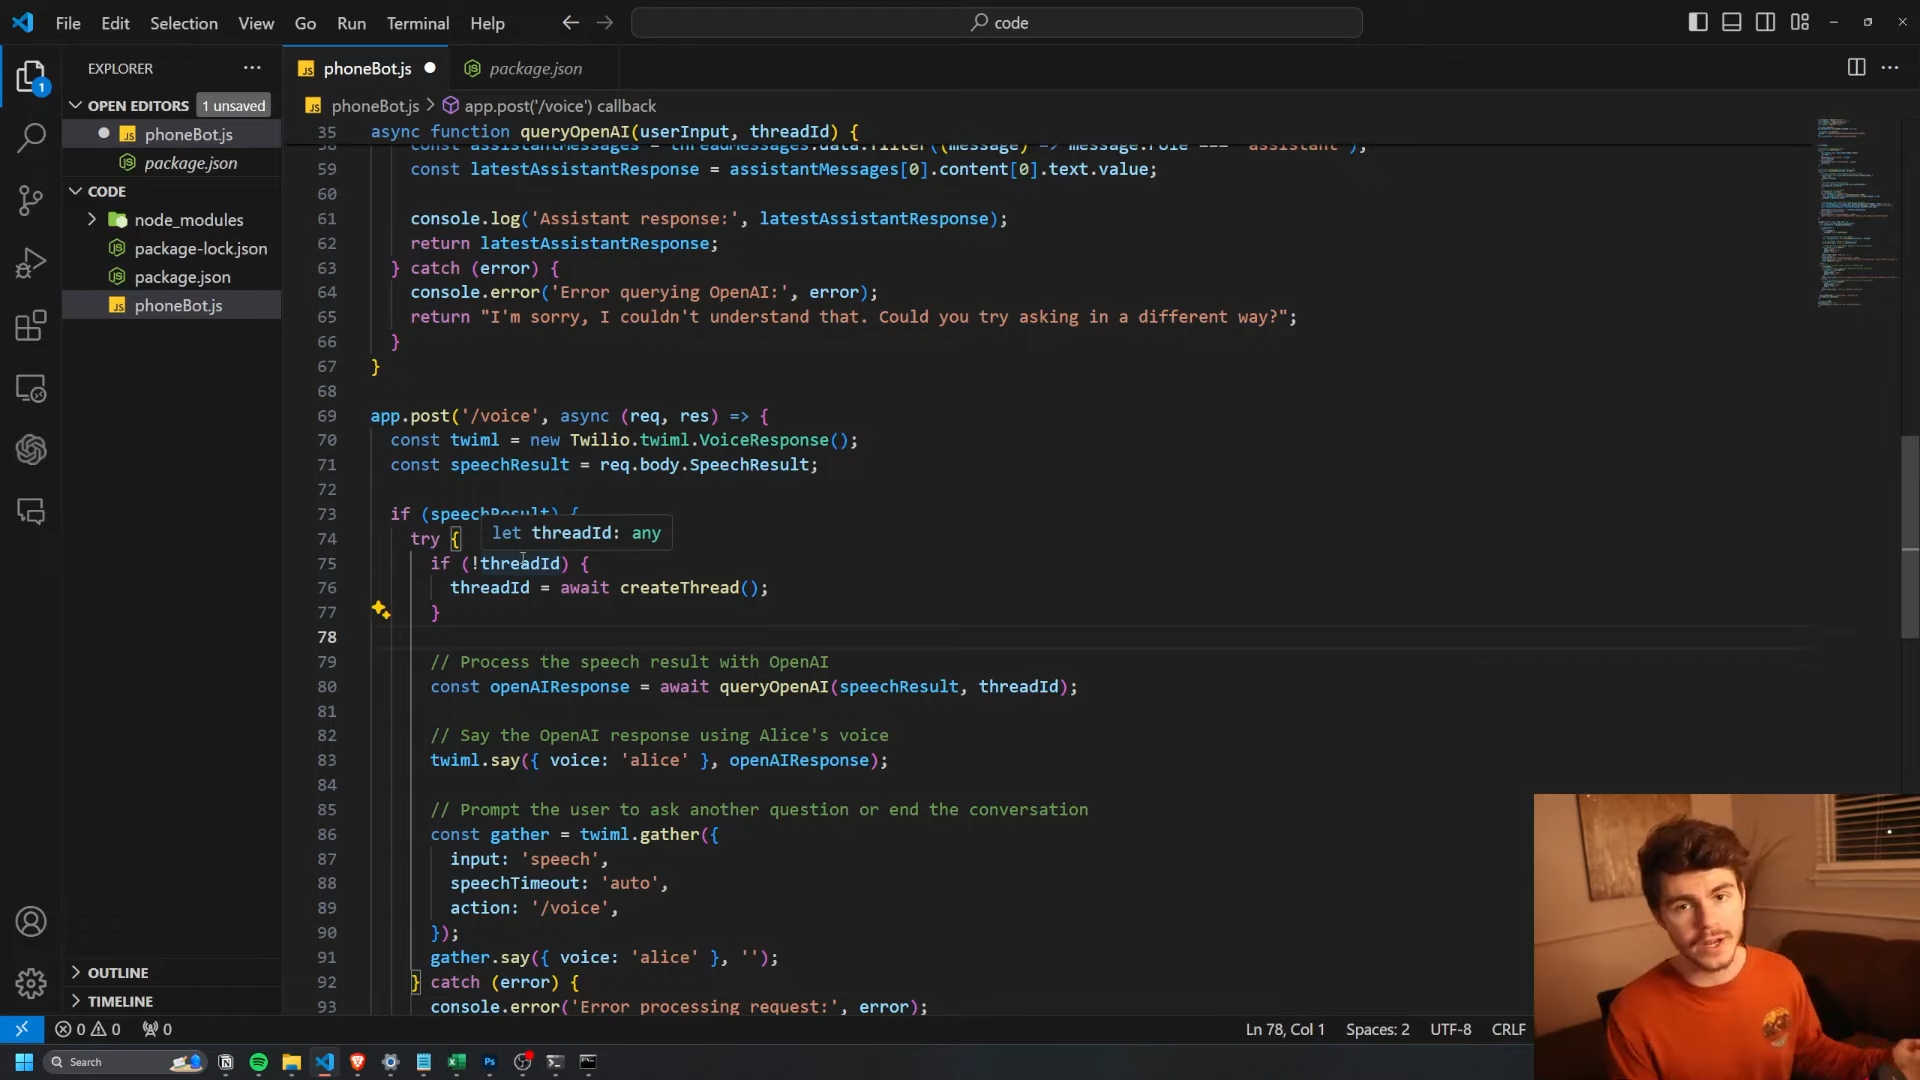 File Edit Selection View Go Run Terminal Help
code
EXPLORER
phoneBot.js
package.json
OPEN EDITORS 1 unsaved
phoneBot.js > app.post('/voice') callback
phoneBot.js
package.json
CODE
node_modules
package-lock.json
package.json
phoneBot.js
OUTLINE
TIMELINE
1
35 async function queryOpenAI(userInput, threadId) {
const assistantMessages = threadMessages.data.filter((message) => message.role === 'assistant');
59 const latestAssistantResponse = assistantMessages[0].content[0].text.value;
60
61 console.log('Assistant response:', latestAssistantResponse);
62 return latestAssistantResponse;
63 } catch (error) {
64 console.error('Error querying OpenAI:', error);
65 return "I'm sorry, I couldn't understand that. Could you try asking in a different way?";
66 }
67 }
68
69 app.post('/voice', async (req, res) => {
70 const twiml = new Twilio.twiml.VoiceResponse();
71 const speechResult = req.body.SpeechResult;
72
73 if (speechResult) {
let threadId: any
74 try {
75 if (!threadId) {
76 threadId = await createThread();
77 }
78
79 // Process the speech result with OpenAI
80 const openAIResponse = await queryOpenAI(speechResult, threadId);
81
82 // Say the OpenAI response using Alice's voice
83 twiml.say({ voice: 'alice' }, openAIResponse);
84
85 // Prompt the user to ask another question or end the conversation
86 const gather = twiml.gather({
87 input: 'speech',
88 speechTimeout: 'auto',
89 action: '/voice',
90 });
91 gather.say({ voice: 'alice' }, '');
92 } catch (error) {
93 console.error('Error processing request:', error);
0 0 0
Ln 78, Col 1 Spaces: 2 UTF-8 CRLF
Search